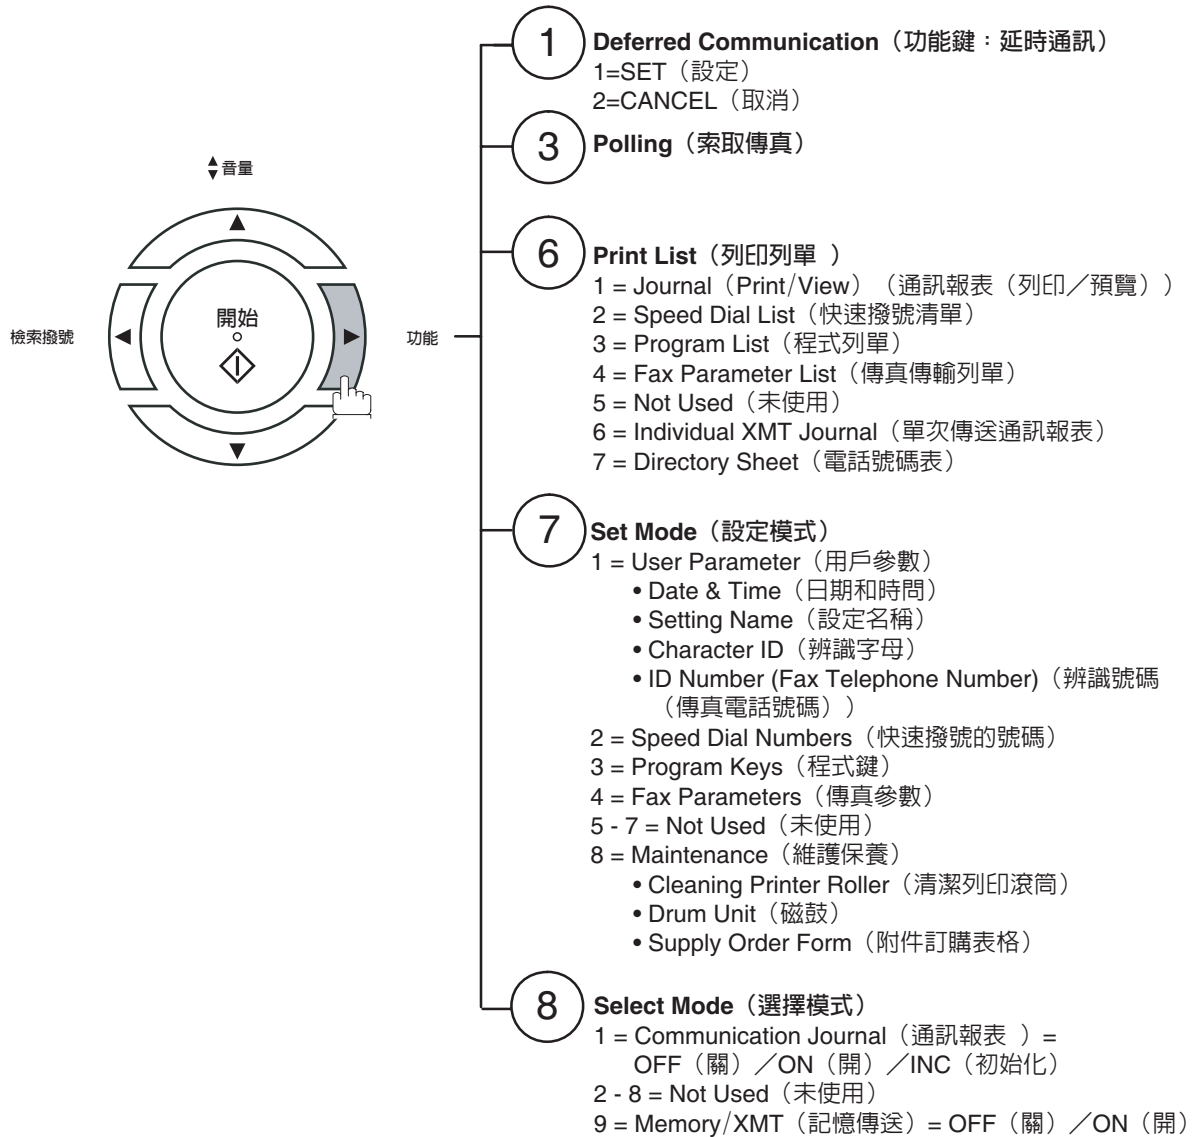 音量
檢索撥號
開始
功能
1
Deferred Communication（功能鍵：延時通訊）
1=SET（設定）
2=CANCEL（取消）
3
Polling（索取傳真）
6
Print List（列印列單 ）
1 = Journal（Print/View）（通訊報表（列印／預覽））
2 = Speed Dial List（快速撥號清單）
3 = Program List（程式列單）
4 = Fax Parameter List（傳真傳輸列單）
5 = Not Used（未使用）
6 = Individual XMT Journal（單次傳送通訊報表）
7 = Directory Sheet（電話號碼表）
7
Set Mode（設定模式）
1 = User Parameter（用戶參數）
• Date & Time（日期和時問）
• Setting Name（設定名稱）
• Character ID（辨識字母）
• ID Number (Fax Telephone Number)（辨識號碼
（傳真電話號碼））
2 = Speed Dial Numbers（快速撥號的號碼）
3 = Program Keys（程式鍵）
4 = Fax Parameters（傳真參數）
5 - 7 = Not Used（未使用）
8 = Maintenance（維護保養）
• Cleaning Printer Roller（清潔列印滾筒）
• Drum Unit（磁鼓）
• Supply Order Form（附件訂購表格）
8
Select Mode（選擇模式）
1 = Communication Journal（通訊報表 ）=
OFF（關）／ON（開）／INC（初始化）
2 - 8 = Not Used（未使用）
9 = Memory/XMT（記憶傳送）= OFF（關）／ON（開）